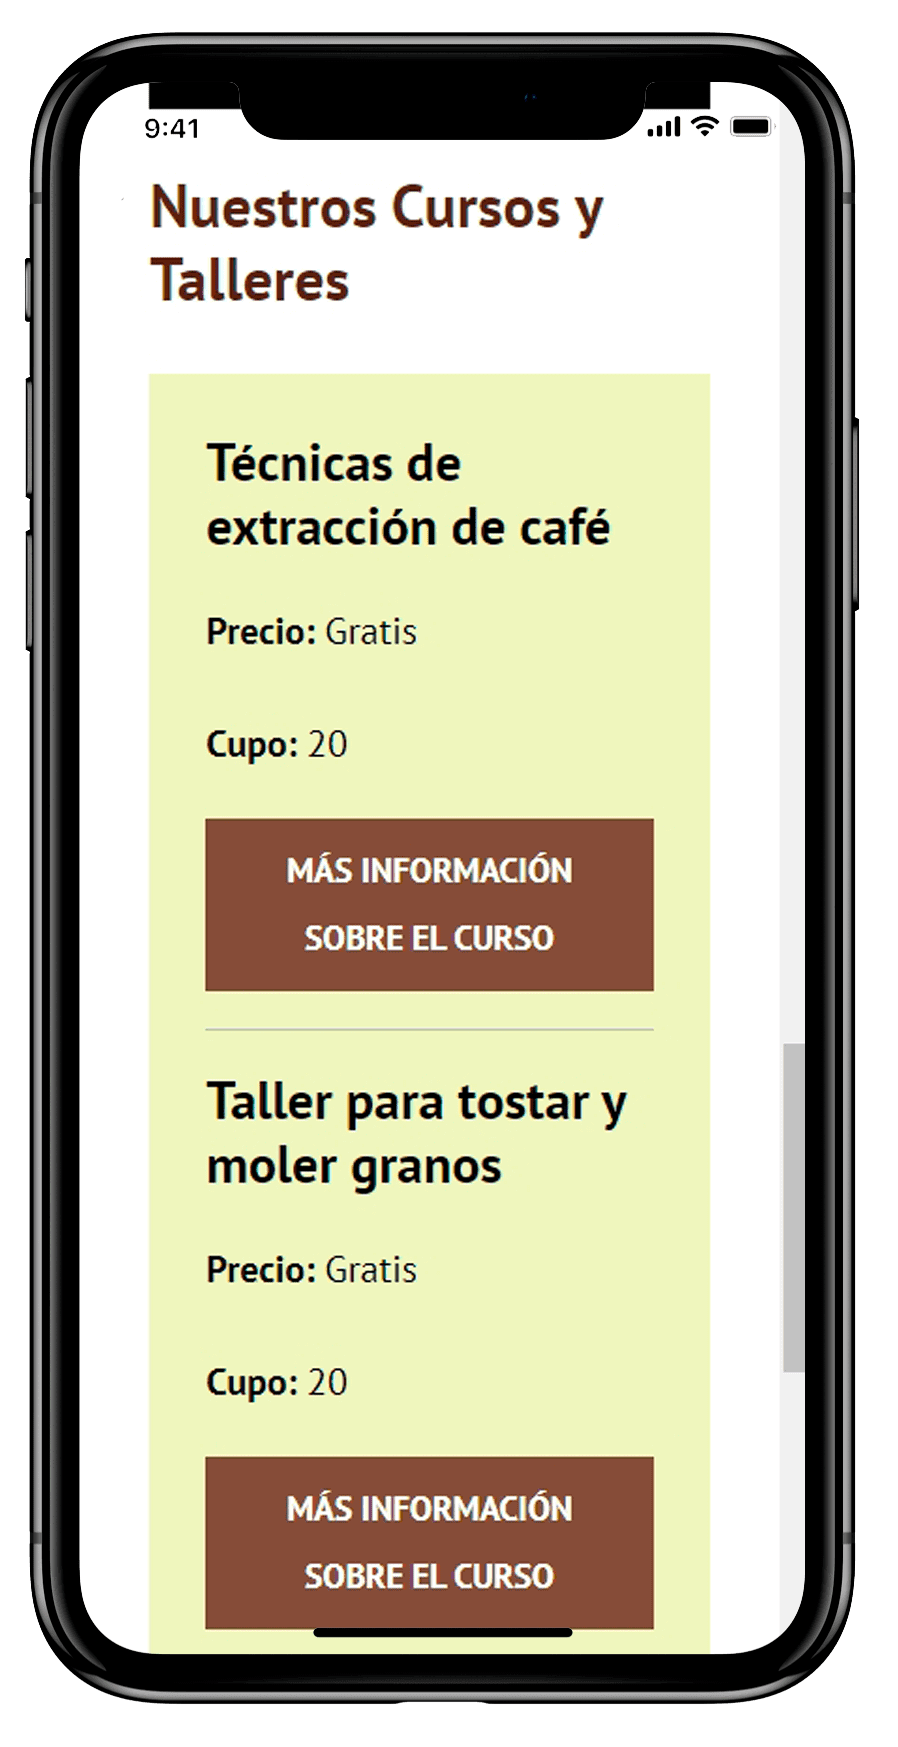 9:41
Nuestros Cursos y
Talleres
Técnicas de
extracción de café
Precio: Gratis
Cupo: 20
MÁS INFORMACIÓN
SOBRE EL CURSO
Taller para tostar y
moler granos
Precio: Gratis
Cupo: 20
MÁS INFORMACIÓN
SOBRE EL CURSO